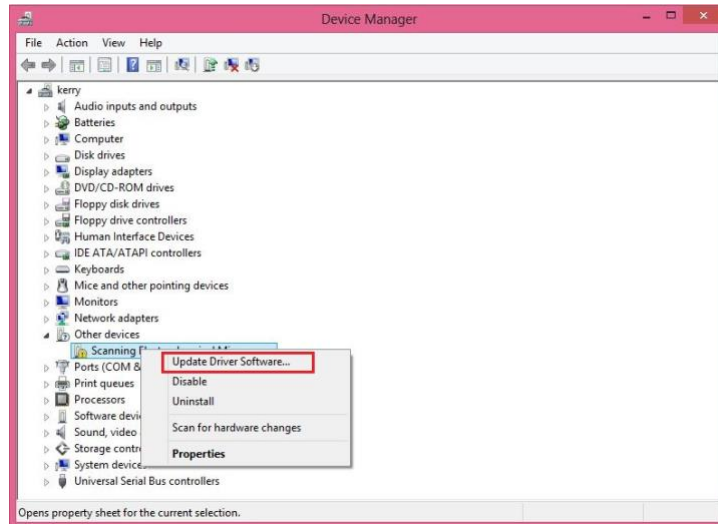 Device Manager
File Action View Help
kerry
Audio inputs and outputs
Batteries
Computer
Disk drives
Display adapters
DVD/CD-ROM drives
Floppy disk drives
Floppy drive controllers
Human Interface Devices
IDE ATA/ATAPI controllers
Keyboards
Mice and other pointing devices
Monitors
Network adapters
Other devices
Scanning
Update Driver Software...
Ports (COM &
Disable
Print queues
Processors
Uninstall
Software devi
Sound, video
Scan for hardware changes
Storage contr
Properties
System devices
Universal Serial Bus controllers
Opens property sheet for the current selection.